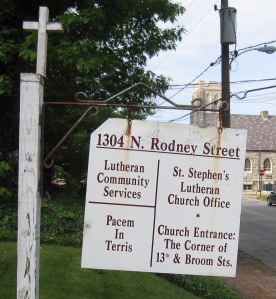 1304 N. Rodney Street
Lutheran
Community
Services
Pacem
In
Terris
St. Stephen's
Lutheran
Church Office
*
Church Entrance:
The Corner of
13th & Broom Sts.